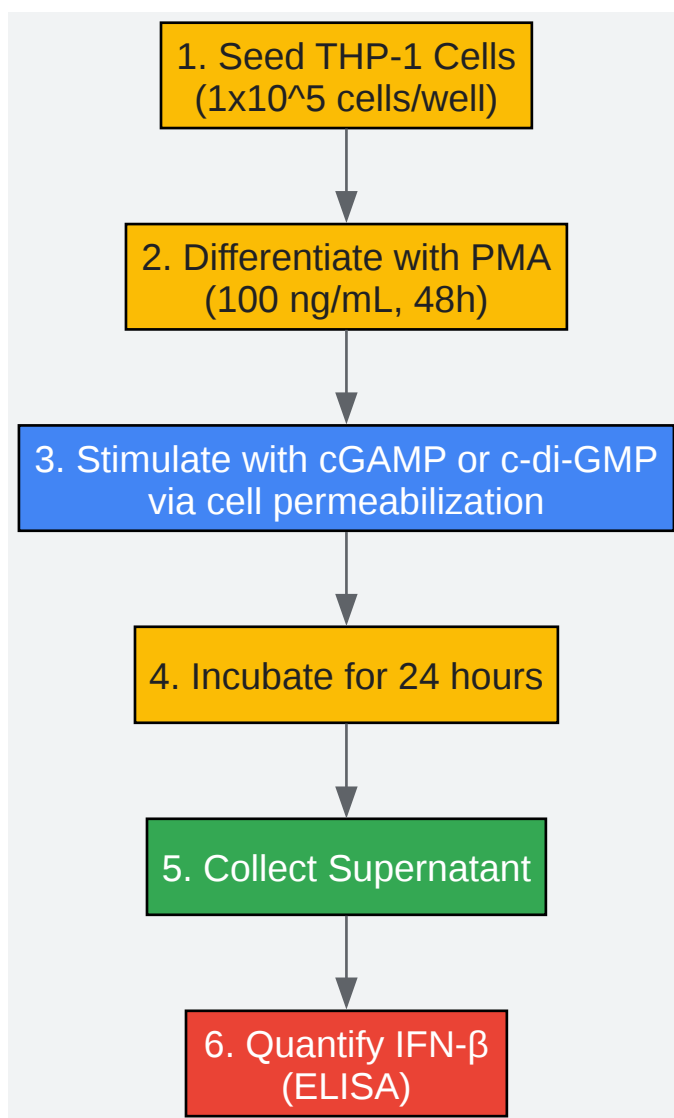 1. Seed THP-1 Cells
(1x10^5 cells/well)
2. Differentiate with PMA
(100 ng/mL, 48h)
3. Stimulate with cGAMP or c-di-GMP
via cell permeabilization
4. Incubate for 24 hours
5. Collect Supernatant
6. Quantify IFN-β
(ELISA)